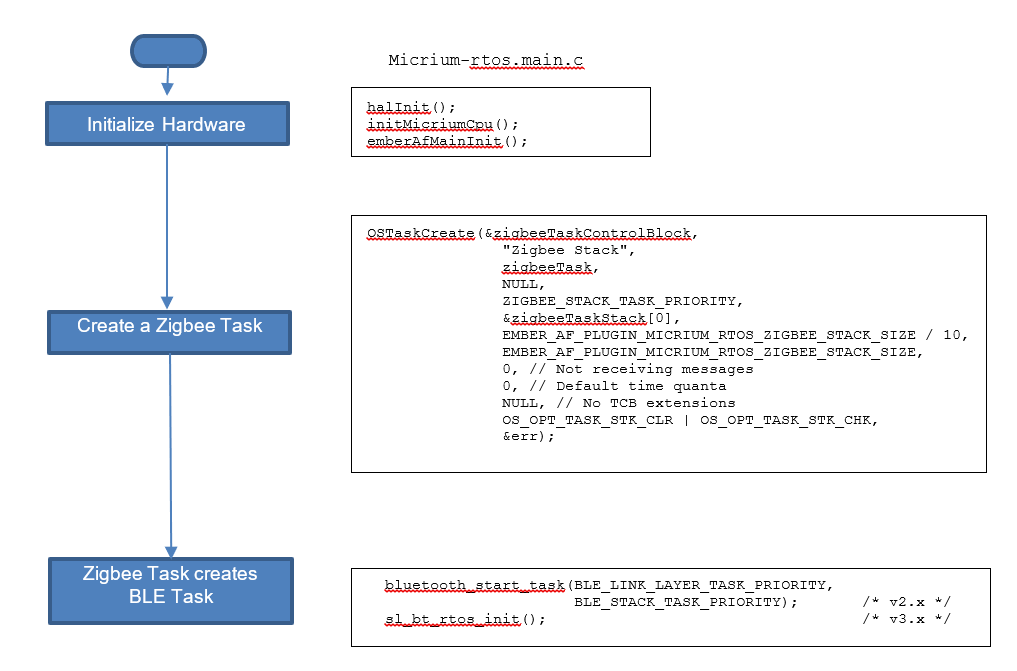 Micrium-rtos.main.c
Initialize Hardware
halInit();
initMicriumCpu();
emberAfMainInit();
OSTaskCreate(&zigbeeTaskControlBlock,
"Zigbee Stack",
zigbeeTask,
NULL,
ZIGBEE_STACK_TASK_PRIORITY,
&zigbeeTaskStack[0],
EMBER_AF_PLUGIN_MICRIUM_RTOS_ZIGBEE_STACK_SIZE / 10,
EMBER_AF_PLUGIN_MICRIUM_RTOS_ZIGBEE_STACK_SIZE,
0, // Not receiving messages
0, // Default time quanta
NULL, // No TCB extensions
OS_OPT_TASK_STK_CLR | OS_OPT_TASK_STK_CHK,
&err);
Create a Zigbee Task
Zigbee Task creates
BLE Task
bluetooth_start_task(BLE_LINK_LAYER_TASK_PRIORITY,
BLE_STACK_TASK_PRIORITY); /* v2.x */
sl_bt_rtos_init(); /* v3.x */